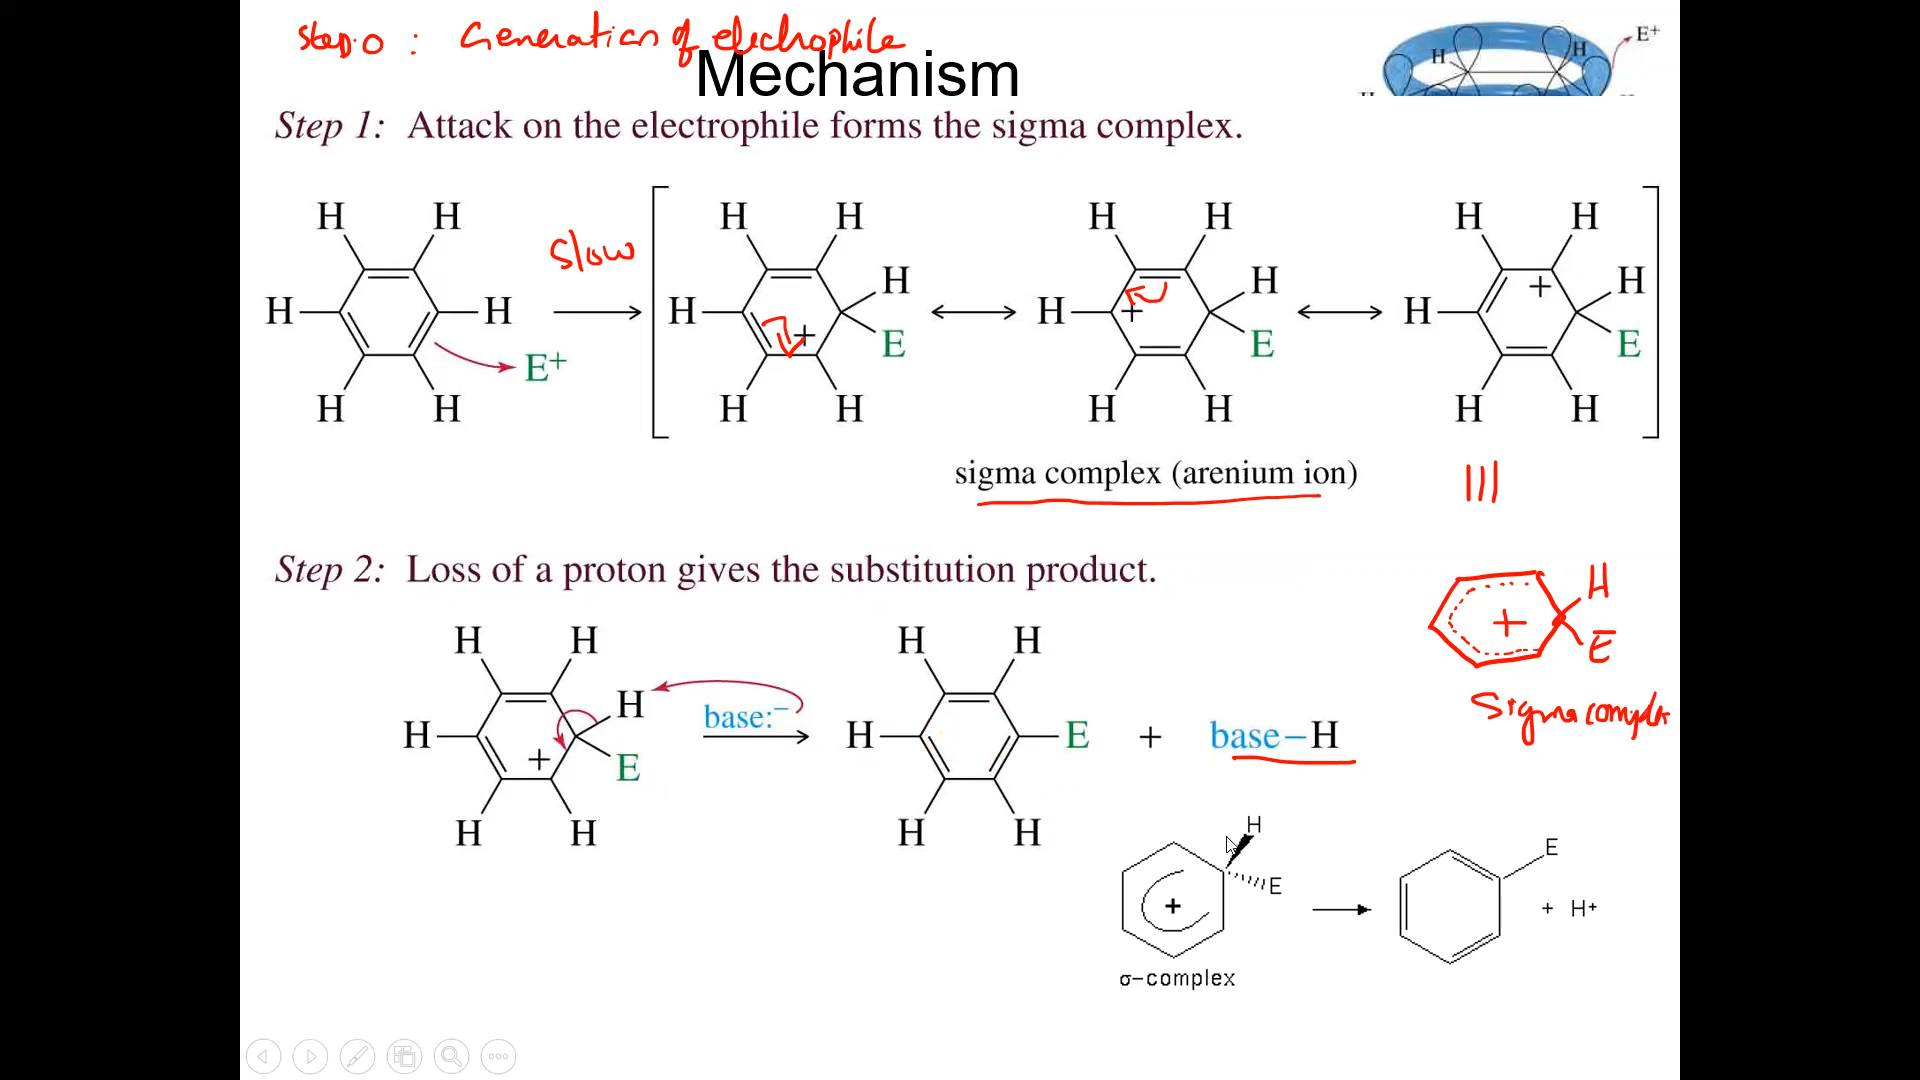 Step.0 : Generation of electrophile
Mechanism
H H E+
H
Step 1: Attack on the electrophile forms the sigma complex.
H H slow H H H H H H
H H H H H
H H H H
E+ E E E
+ + +
H H H H H H H H
sigma complex (arenium ion)
Step 2: Loss of a proton gives the substitution product.
H
+
E
Sigma complex
H H H H
H
H base:⁻ H E + base–H
+ E
H H H H
H
+ E
σ-complex
E
+ H+